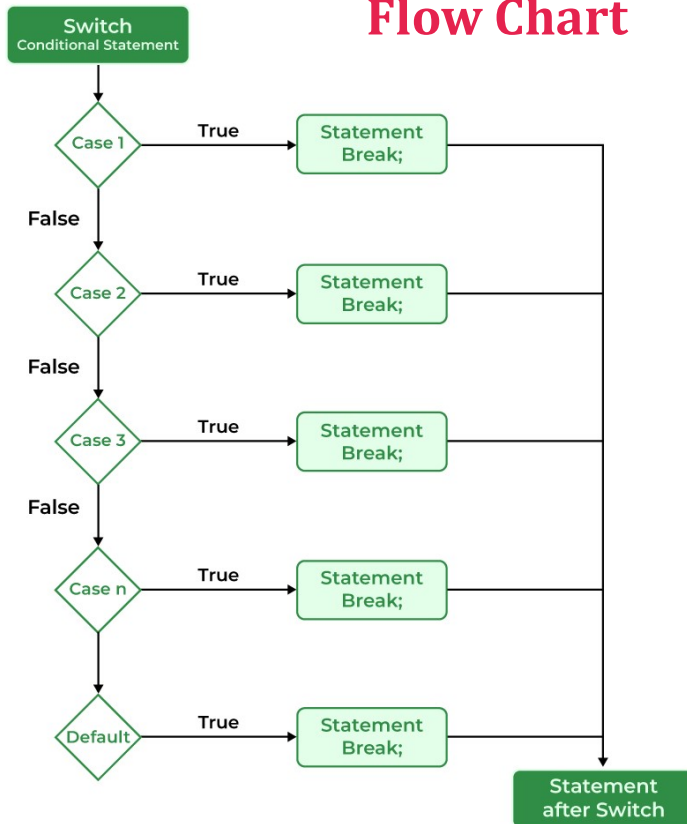 Flow Chart
Switch
Conditional Statement
Case 1
True
Statement
Break;
False
Case 2
True
Statement
Break;
False
Case 3
True
Statement
Break;
False
Case n
True
Statement
Break;
Default
True
Statement
Break;
Statement
after Switch